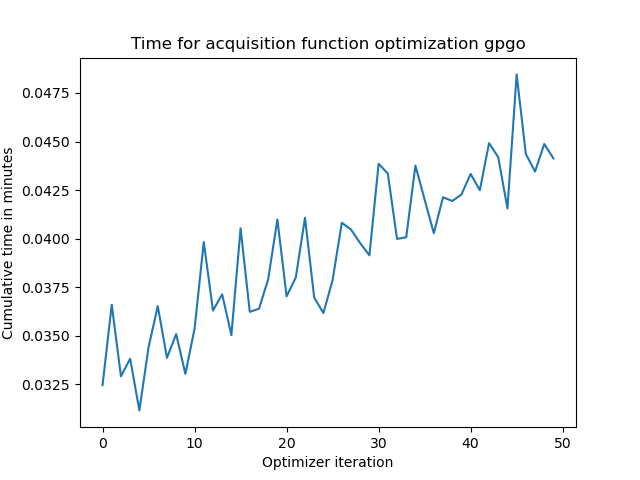 Time for acquisition function optimization gpgo
Cumulative time in minutes
0.0475
0.0450
0.0425
0.0400
0.0375
0.0350
0.0325
0 10 20 30 40 50
Optimizer iteration